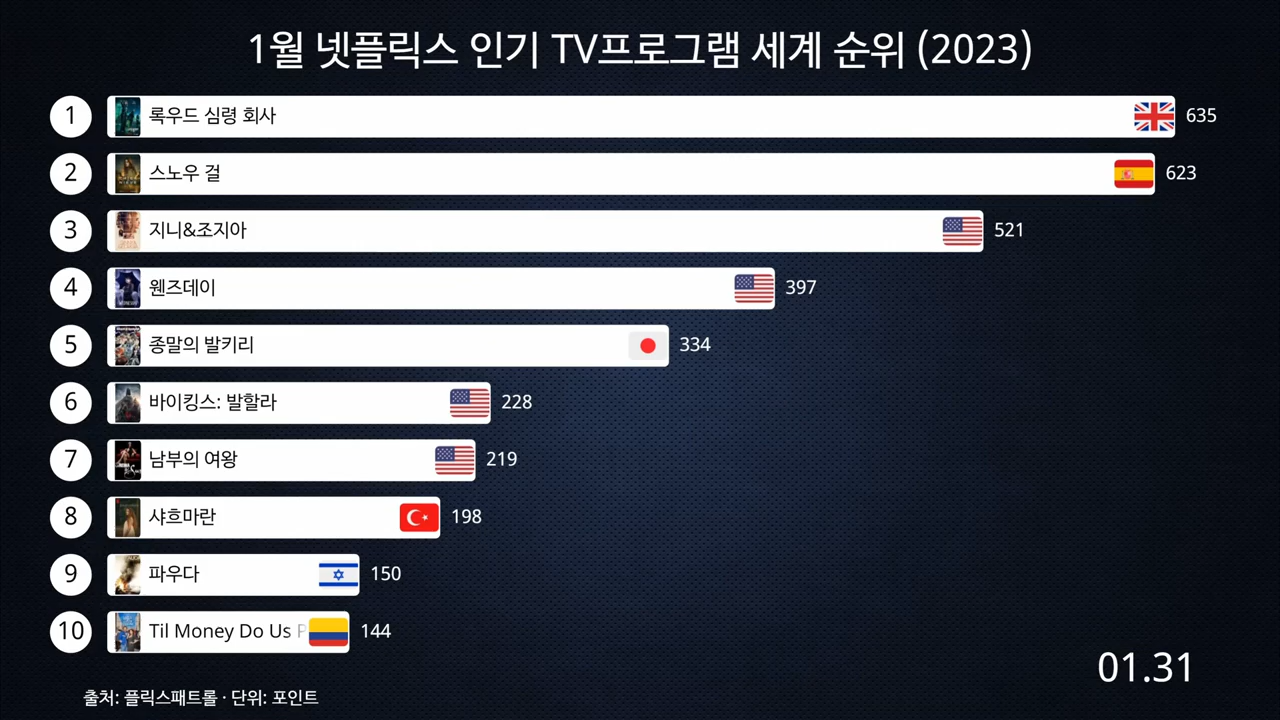 1월 넷플릭스 인기 TV프로그램 세계 순위 (2023)
1 록우드 심령 회사 635
2 스노우 걸 623
3 지니&조지아 521
4 웬즈데이 397
5 종말의 발키리 334
6 바이킹스: 발할라 228
7 남부의 여왕 219
8 샤흐마란 198
9 파우다 150
10 Til Money Do Us P 144
01.31
출처: 플릭스패트롤 · 단위: 포인트